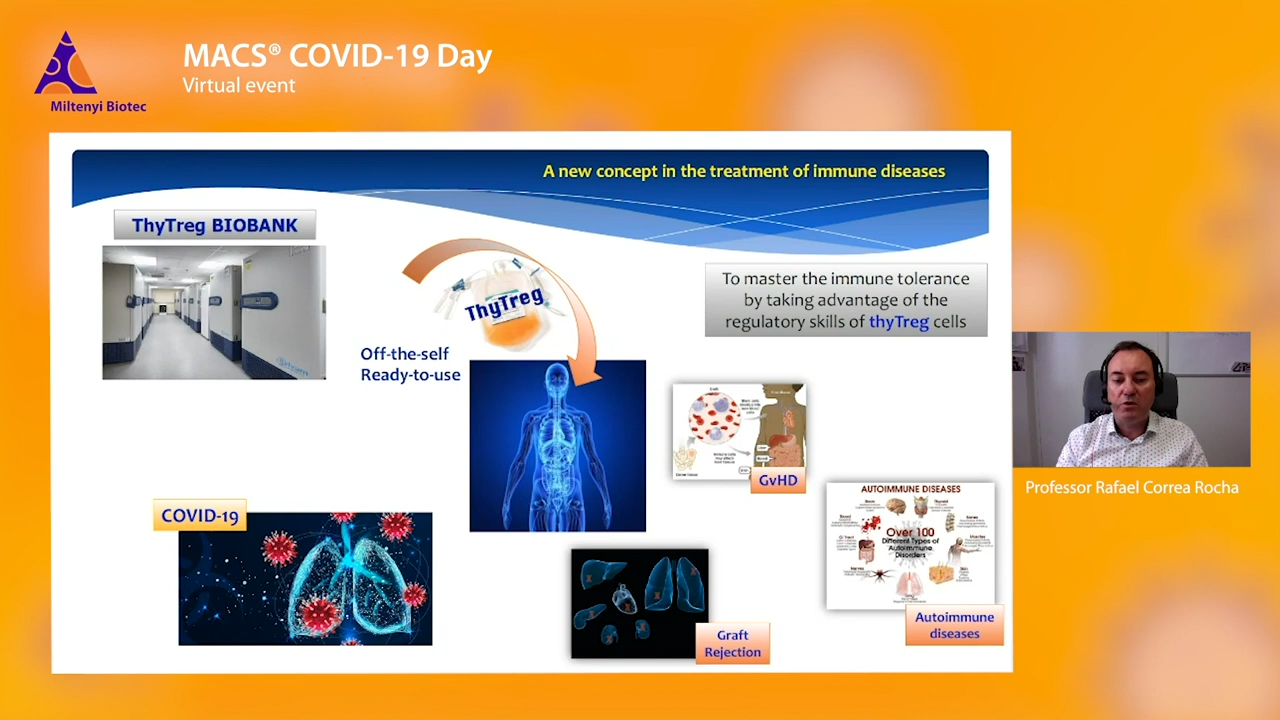 MACS® COVID-19 Day
Virtual event
Miltenyi Biotec
A new concept in the treatment of immune diseases
ThyTreg BIOBANK
ThyTreg
To master the immune tolerance
by taking advantage of the
regulatory skills of thyTreg cells
Off-the-self
Ready-to-use
GvHD
Professor Rafael Correa Rocha
AUTOIMMUNE DISEASES
Over 100
Different Types of
Autoimmune
Disorders
COVID-19
Autoimmune
diseases
Graft
Rejection